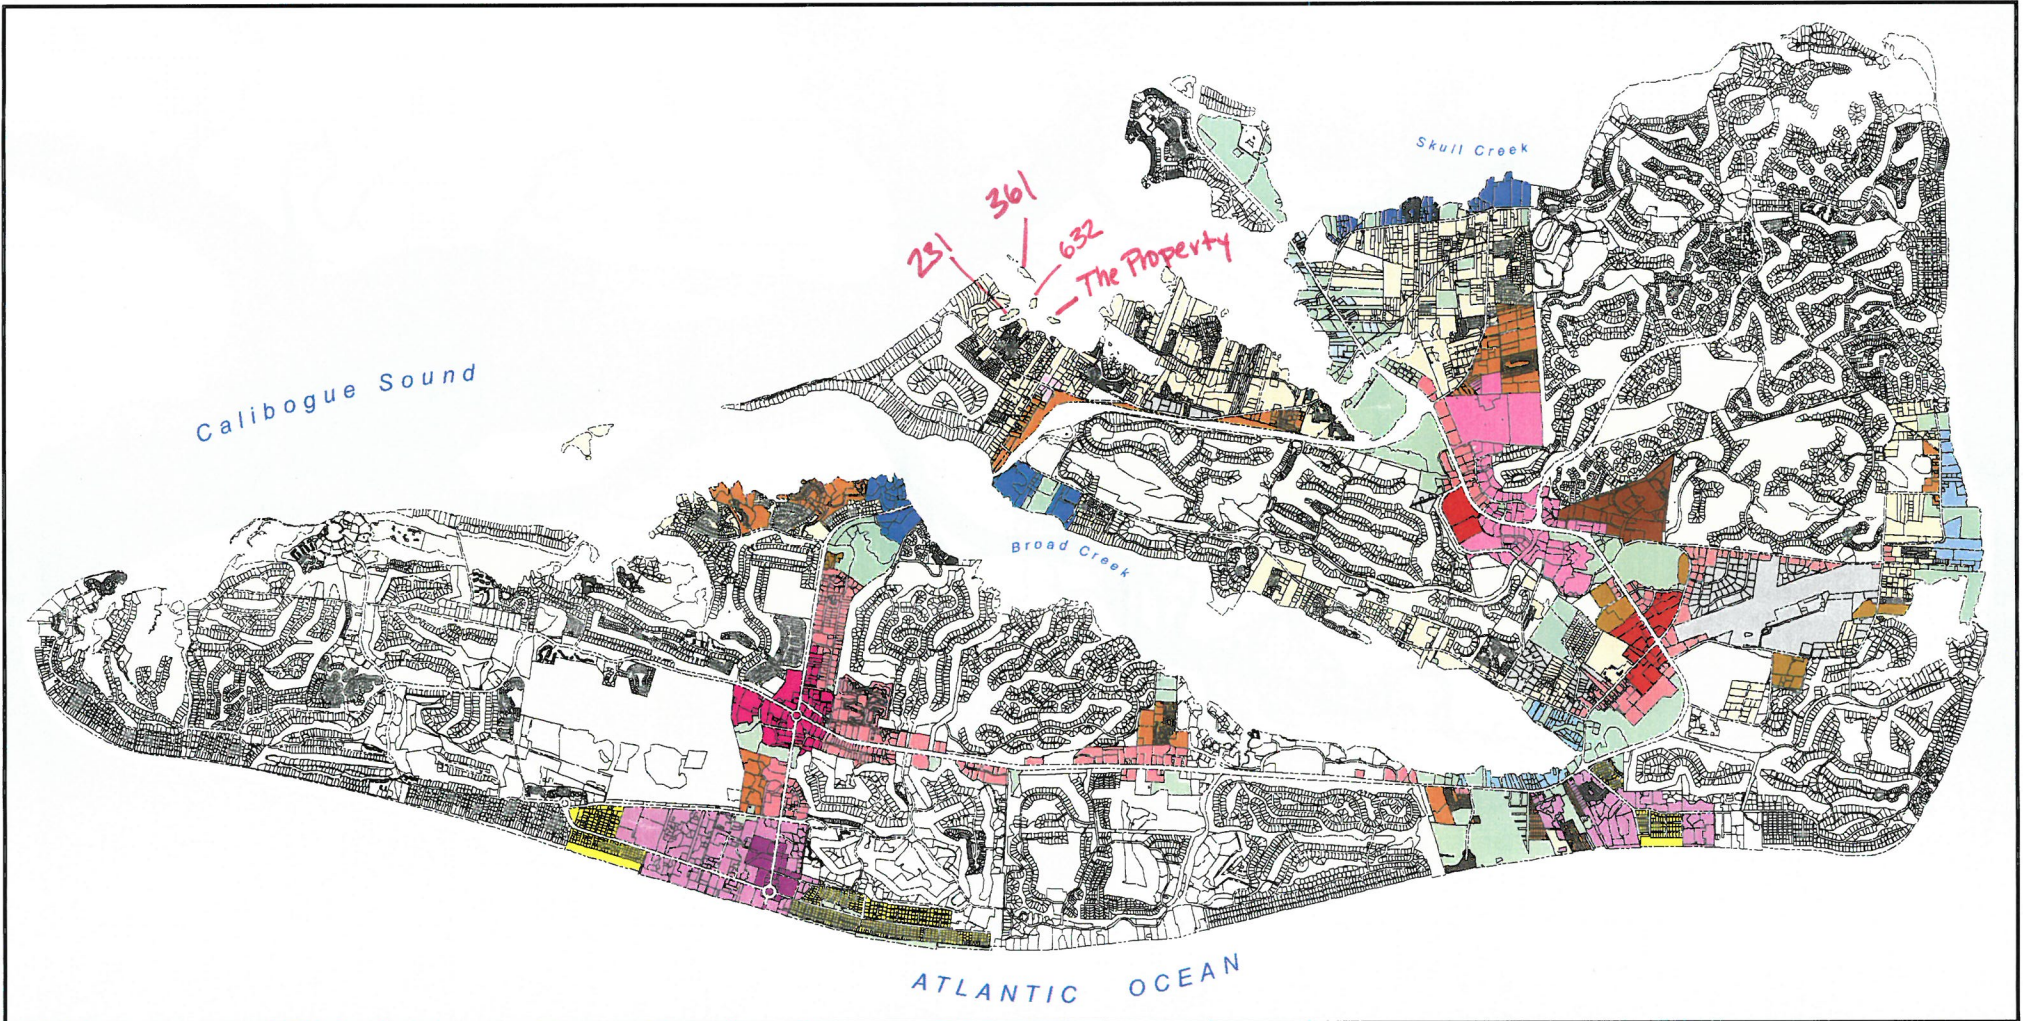 Skull Creek
361
231
632
The Property
Calibogue Sound
Broad Creek
ATLANTIC OCEAN